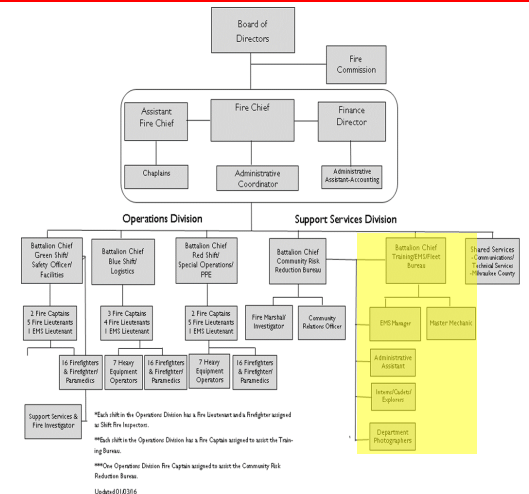 Board of
Directors
Fire
Commission
Assistant
Fire Chief
Fire Chief
Finance
Director
Chaplains
Administrative
Coordinator
Administrative
Assistant-Accounting
Operations Division
Support Services Division
Battalion Chief
Green Shift/
Safety Officer/
Facilities
Battalion Chief
Blue Shift/
Logistics
Battalion Chief
Red Shift/
Special Operations/
PPE
Battalion Chief
Community Risk
Reduction Bureau
Battalion Chief
Training/EMS/Fleet
Bureau
Shared Services
-Communications/
Technical Services
-Milwaukee County
2 Fire Captains
5 Fire Lieutenants
1 EMS Lieutenant
3 Fire Captains
4 Fire Lieutenants
1 EMS Lieutenant
2 Fire Captains
5 Fire Lieutenants
1 EMS Lieutenant
Fire Marshal/
Investigator
Community
Relations Officer
EMS Manager
Master Mechanic
16 Firefighters
& Firefighter/
Paramedics
7 Heavy
Equipment
Operators
16 Firefighters
& Firefighter/
Paramedics
7 Heavy
Equipment
Operators
16 Firefighters
& Firefighter/
Paramedics
Administrative
Assistant
Interns/Cadets/
Explorers
Support Services &
Fire Investigator
Department
Photographers
*Each shift in the Operations Division has a Fire Lieutenant and a Firefighter assigned
as Shift Fire Inspectors.
**Each shift in the Operations Division has a Fire Captain assigned to assist the Train-
ing Bureau.
***One Operations Division Fire Captain assigned to assist the Community Risk
Reduction Bureau.
Updated 01/03/16